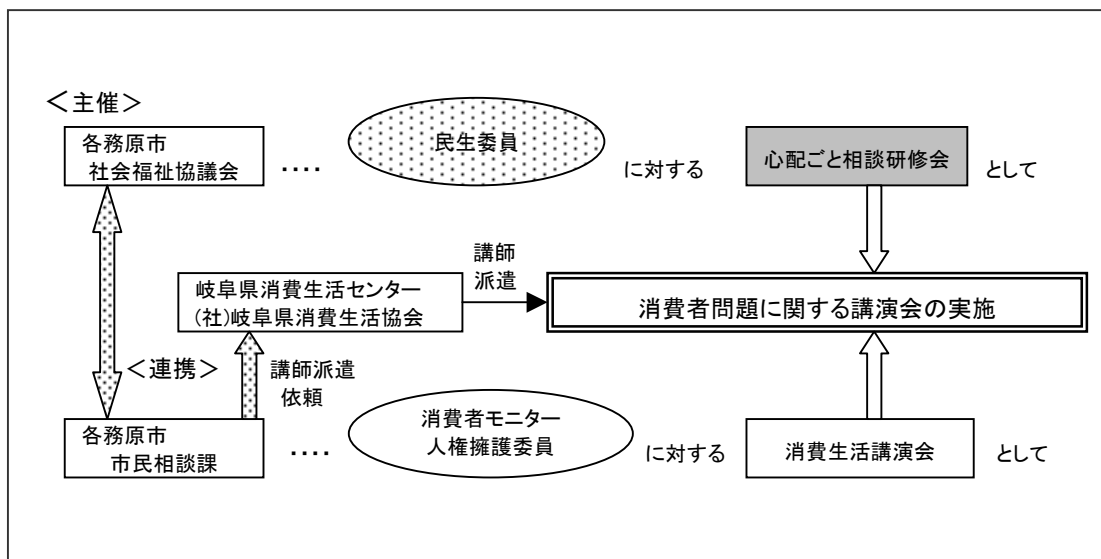 <主催>
各務原市
社会福祉協議会
‥‥
民生委員
に対する
心配ごと相談研修会
として
講師
派遣
岐阜県消費生活センター
(社)岐阜県消費生活協会
消費者問題に関する講演会の実施
<連携>
講師派遣
依頼
各務原市
市民相談課
‥‥
消費者モニター
人権擁護委員
に対する
消費生活講演会
として